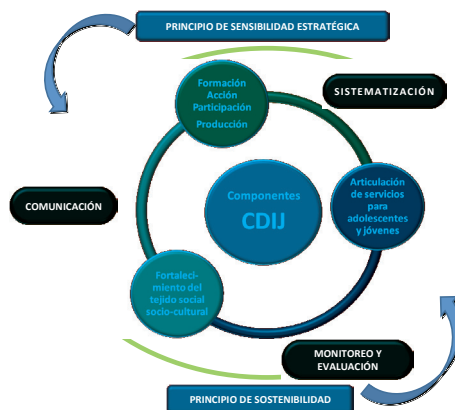 PRINCIPIO DE SENSIBILIDAD ESTRATÉGICA
Formación
Acción
Participación
Producción
SISTEMATIZACIÓN
Componentes
CDIJ
Articulación
de servicios
para
adolescentes
y jóvenes
COMUNICACIÓN
Fortaleci-
miento del
tejido social
socio-cultural
MONITOREO Y
EVALUACIÓN
PRINCIPIO DE SOSTENIBILIDAD